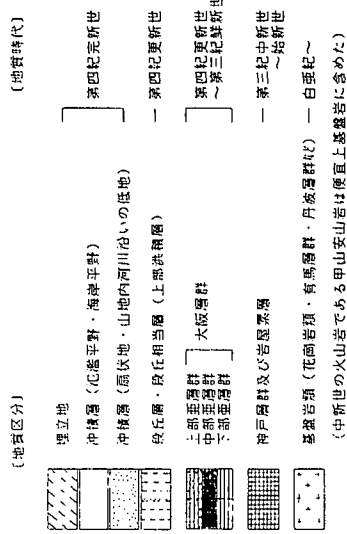 〔地質区分〕　〔地質時代〕
埋立地
沖積層（氾濫平野・海岸平野）
沖積層（扇状地・山地内河川沿いの低地）
第四紀完新世
段丘層・段丘相当層（上部洪積層）　― 第四紀更新世
上部亜層群
中部亜層群
下部亜層群
大阪層群
第四紀更新世
～第三紀鮮新世
神戸層群及び岩屋累層　― 第三紀中新世
～始新世
基盤岩類（花崗岩類・有馬層群・丹波層群など）　― 白亜紀～
（中新世の火山岩である甲山安山岩は便宜上基盤岩に含めた）